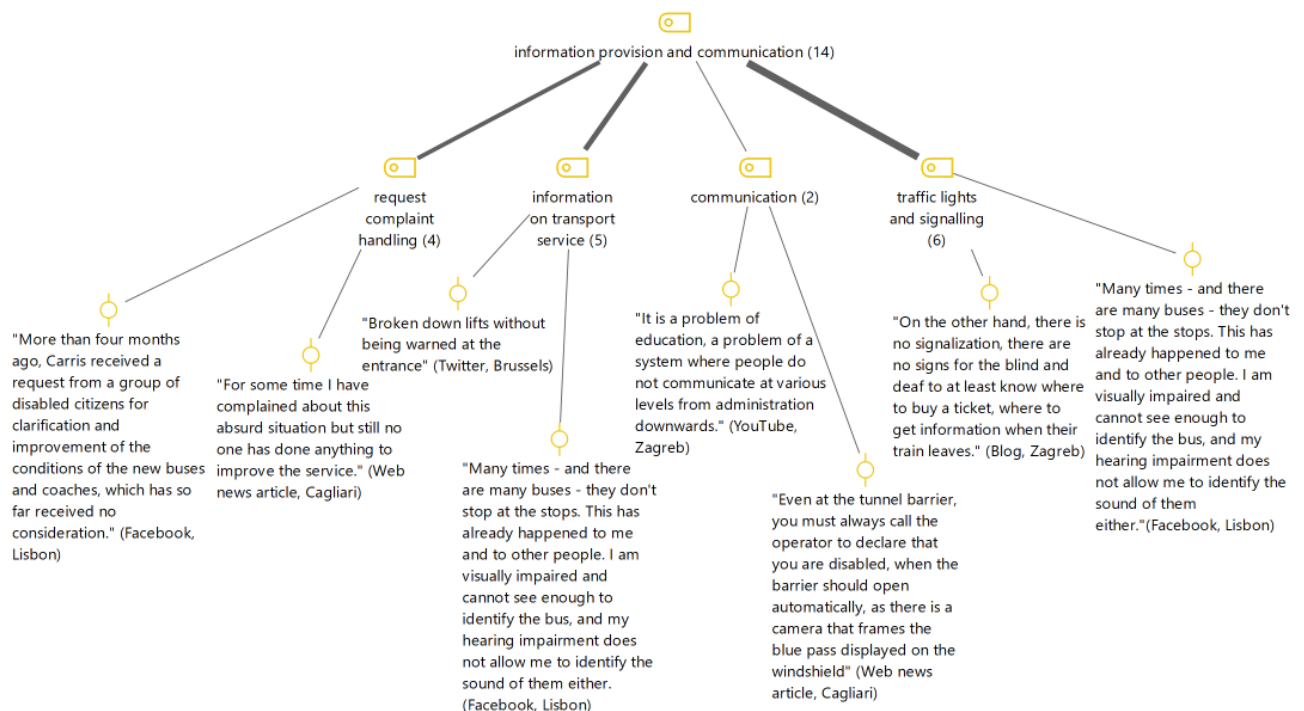 information provision and communication (14)
request
complaint
handling (4)
information
on transport
service (5)
communication (2)
traffic lights
and signalling
(6)
"More than four months
ago, Carris received a
request from a group of
disabled citizens for
clarification and
improvement of the
conditions of the new buses
and coaches, which has so
far received no
consideration." (Facebook,
Lisbon)
"For some time I have
complained about this
absurd situation but still no
one has done anything to
improve the service." (Web
news article, Cagliari)
"Broken down lifts without
being warned at the
entrance" (Twitter, Brussels)
"Many times - and there
are many buses - they don't
stop at the stops. This has
already happened to me
and to other people. I am
visually impaired and
cannot see enough to
identify the bus, and my
hearing impairment does
not allow me to identify the
sound of them either.
(Facebook, Lisbon)
"It is a problem of
education, a problem of a
system where people do
not communicate at various
levels from administration
downwards." (YouTube,
Zagreb)
"Even at the tunnel barrier,
you must always call the
operator to declare that
you are disabled, when the
barrier should open
automatically, as there is a
camera that frames the
blue pass displayed on the
windshield" (Web news
article, Cagliari)
"On the other hand, there is
no signalization, there are
no signs for the blind and
deaf to at least know where
to buy a ticket, where to
get information when their
train leaves." (Blog, Zagreb)
"Many times - and there
are many buses - they don't
stop at the stops. This has
already happened to me
and to other people. I am
visually impaired and
cannot see enough to
identify the bus, and my
hearing impairment does
not allow me to identify the
sound of them
either."(Facebook, Lisbon)